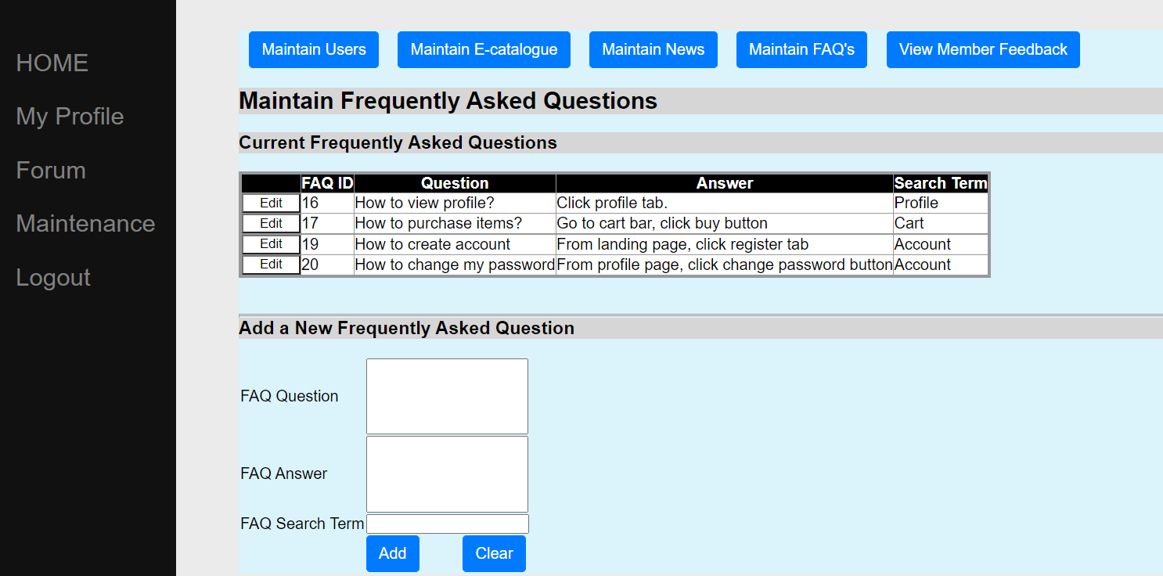 HOME
My Profile
Forum
Maintenance
Logout
Maintain Users Maintain E-catalogue Maintain News Maintain FAQ's View Member Feedback
Maintain Frequently Asked Questions
Current Frequently Asked Questions
FAQ ID Question Answer Search Term
Edit 16 How to view profile? Click profile tab. Profile
Edit 17 How to purchase items? Go to cart bar, click buy button Cart
Edit 19 How to create account From landing page, click register tab Account
Edit 20 How to change my password From profile page, click change password button Account
Add a New Frequently Asked Question
FAQ Question
FAQ Answer
FAQ Search Term
Add Clear